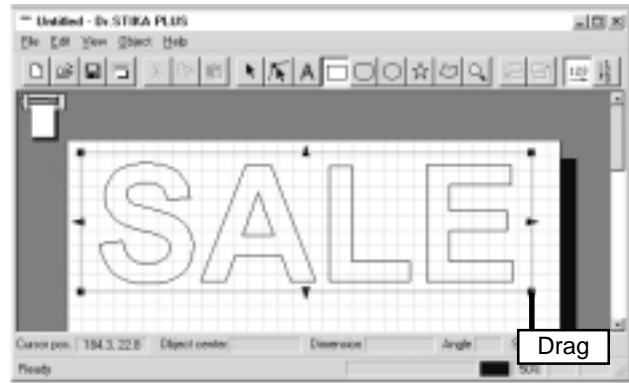 Untitled - Dr.STIKA PLUS
File Edit View Object Help
A 123
SALE
Cursor pos. 184.3, 22.8 Object center Dimension Angle
Drag
Ready 50%